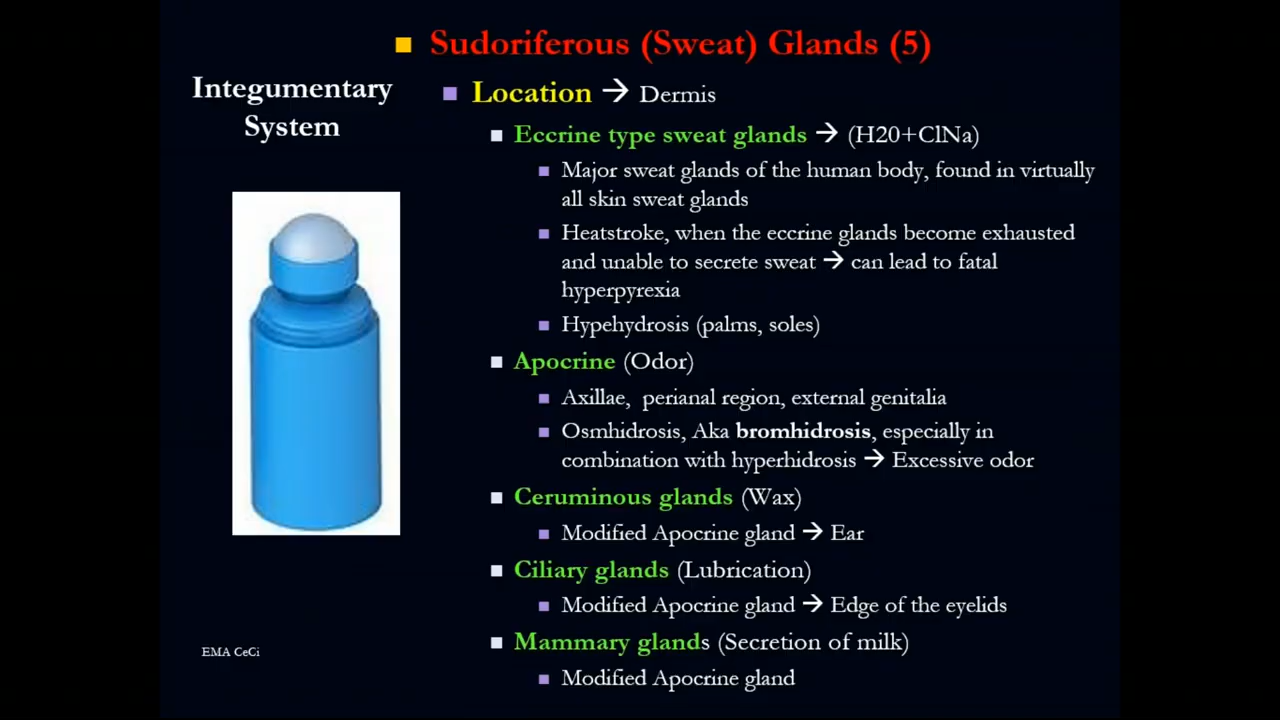 Sudoriferous (Sweat) Glands (5)
Integumentary
System
Location → Dermis
Eccrine type sweat glands → (H20+ClNa)
Major sweat glands of the human body, found in virtually
all skin sweat glands
Heatstroke, when the eccrine glands become exhausted
and unable to secrete sweat → can lead to fatal
hyperpyrexia
Hypehydrosis (palms, soles)
Apocrine (Odor)
Axillae, perianal region, external genitalia
Osmhidrosis, Aka bromhidrosis, especially in
combination with hyperhidrosis → Excessive odor
Ceruminous glands (Wax)
Modified Apocrine gland → Ear
Ciliary glands (Lubrication)
Modified Apocrine gland → Edge of the eyelids
Mammary glands (Secretion of milk)
Modified Apocrine gland
EMA CeCi